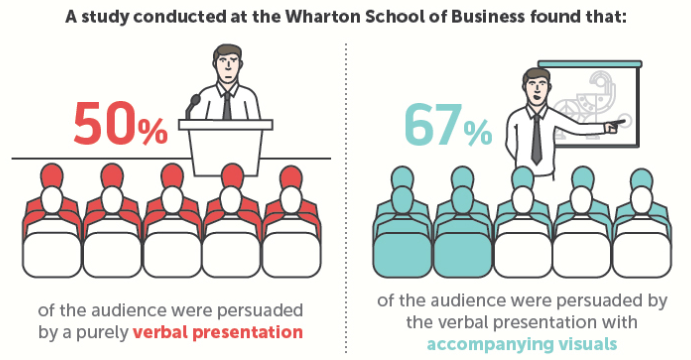 A study conducted at the Wharton School of Business found that:
50%
of the audience were persuaded
by a purely verbal presentation
67%
of the audience were persuaded by
the verbal presentation with
accompanying visuals